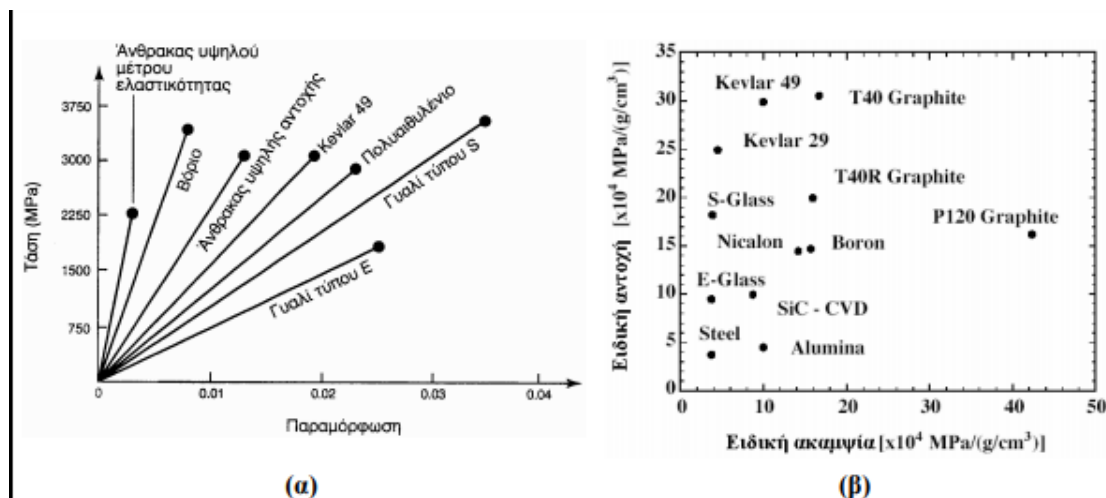 Άνθρακας υψηλού
μέτρου
ελαστικότητας
Τάση (MPa)
3750
3000
2250
1500
750
0
0.01
0.02
0.03
0.04
Παραμόρφωση
Βόριο
Άνθρακας υψηλής αντοχής
Kevlar 49
Πολυαιθυλένιο
Γυαλί τύπου S
Γυαλί τύπου E
(α)
Ειδική αντοχή [x10⁴ MPa/(g/cm³)]
35
30
25
20
15
10
5
0
0
10
20
30
40
50
Kevlar 49
T40 Graphite
Kevlar 29
T40R Graphite
S-Glass
P120 Graphite
Nicalon
Boron
E-Glass
SiC - CVD
Steel
Alumina
Ειδική ακαμψία [x10⁴ MPa/(g/cm³]
(β)